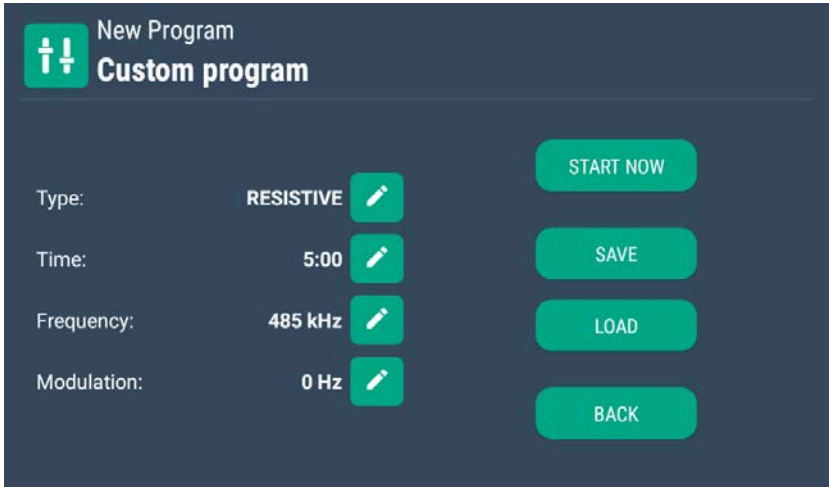 New Program
Custom program
Type: RESISTIVE
Time: 5:00
Frequency: 485 kHz
Modulation: 0 Hz
START NOW
SAVE
LOAD
BACK